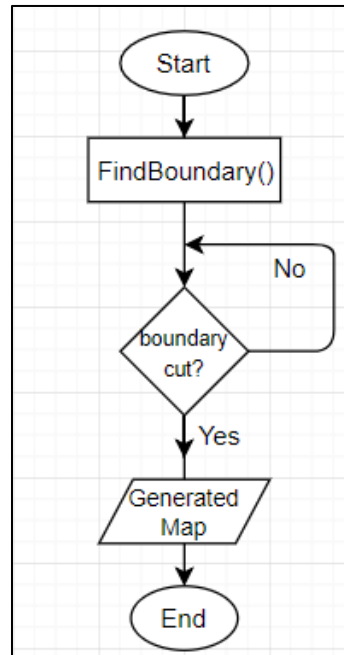 Start
FindBoundary()
No
boundary
cut?
Yes
Generated
Map
End